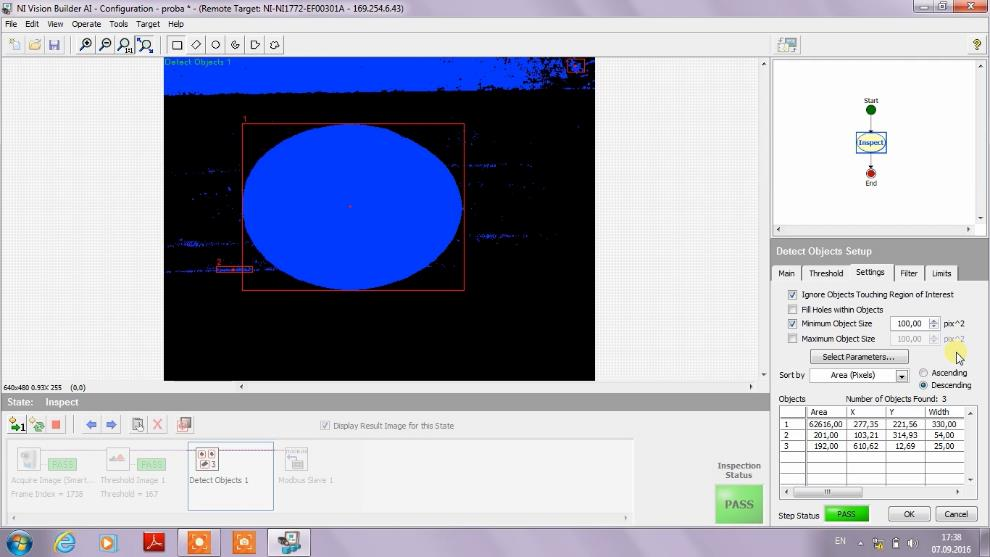 NI Vision Builder AI - Configuration - proba * - (Remote Target: NI-NI1772-EF00301A - 169.254.6.43)
File Edit View Operate Tools Target Help
Detect Objects 1
1
2
Start
Inspect
End
640x480 0.93X 255 (0,0)
State: Inspect
Display Result Image for this State
PASS PASS
Acquire Image (Smart... Threshold Image 1 Detect Objects 1 Modbus Slave 1
Frame Index = 1738 Threshold = 167
Inspection
Status
PASS
Detect Objects Setup
Main Threshold Settings Filter Limits
Ignore Objects Touching Region of Interest
Fill Holes within Objects
Minimum Object Size 100,00 pix^2
Maximum Object Size 100,00 pix^2
Select Parameters...
Sort by Area (Pixels) Ascending
Descending
Objects Number of Objects Found: 3
Area X Y Width
1 62616,00 277,35 221,56 330,00
2 201,00 103,21 314,93 54,00
3 192,00 610,62 12,69 25,00
Step Status PASS OK Cancel
EN 17:38
07.09.2016